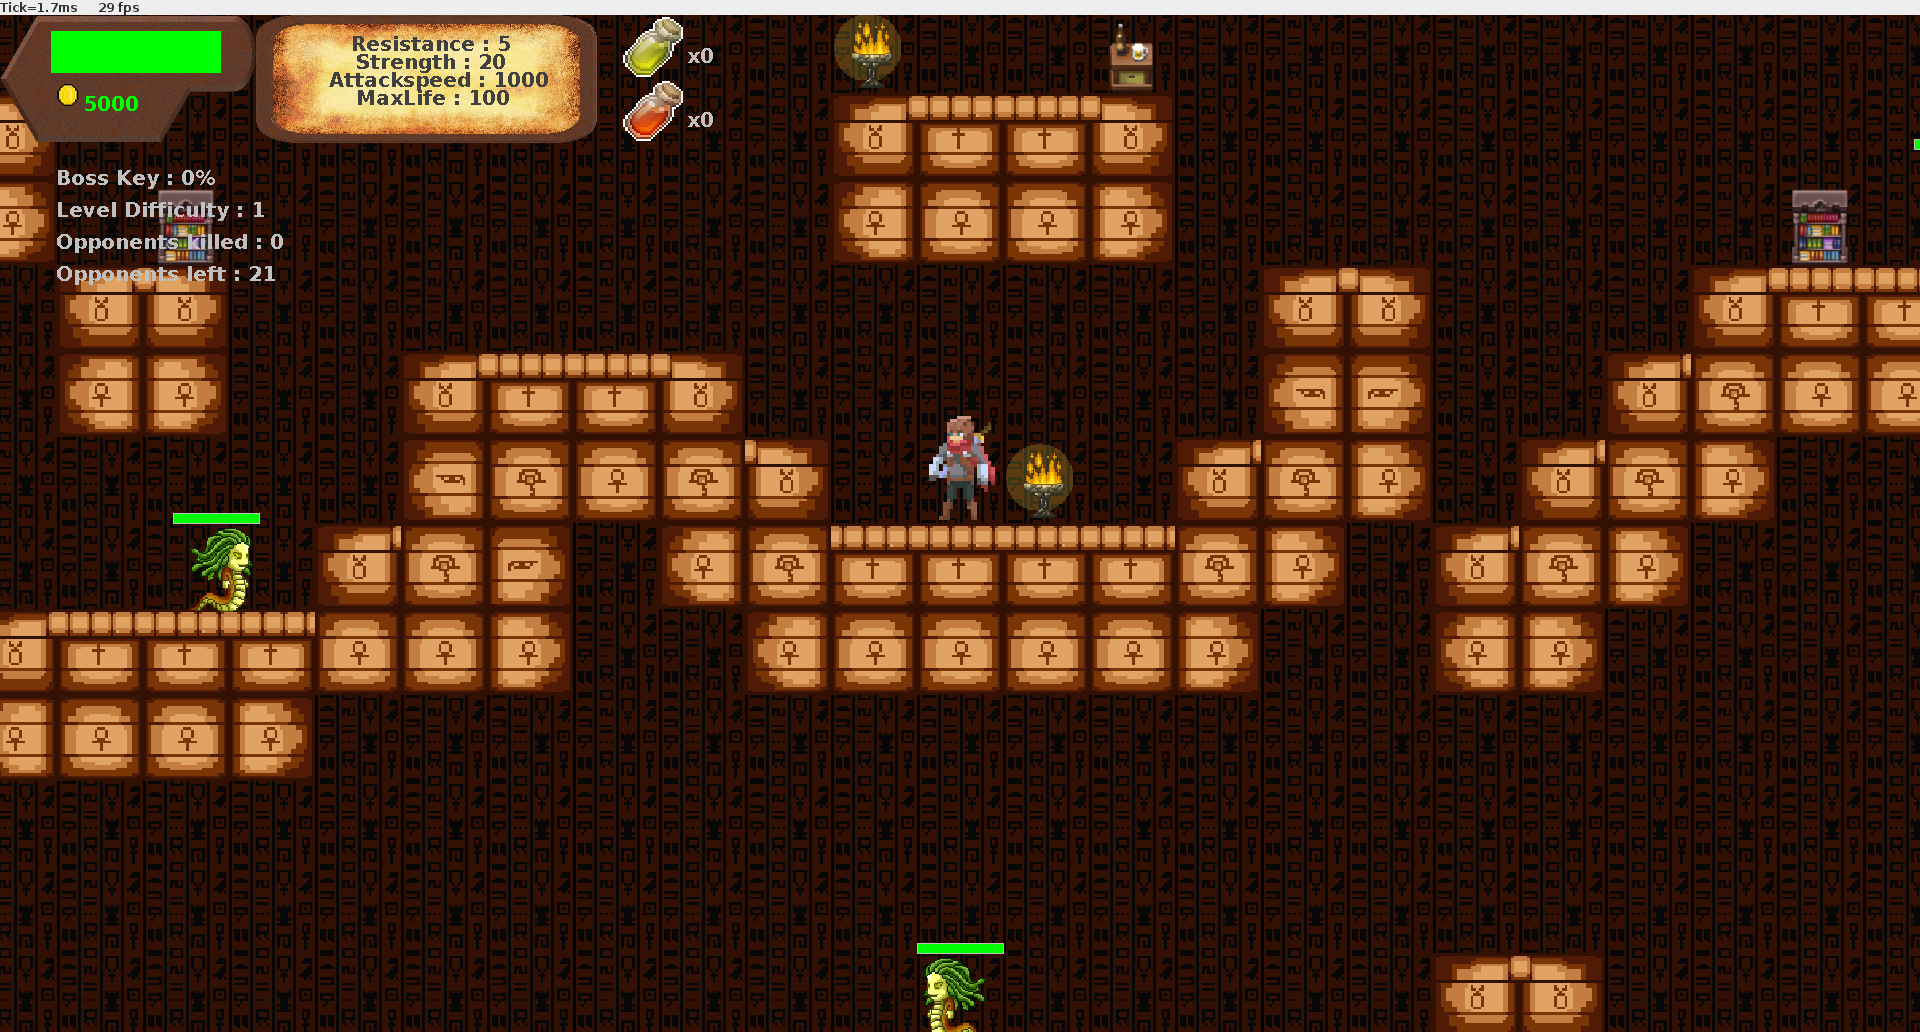 Tick=1.7ms 29 fps
5000
Resistance : 5
Strength : 20
Attackspeed : 1000
MaxLife : 100
x0
x0
Boss Key : 0%
Level Difficulty : 1
Opponents killed : 0
Opponents left : 21